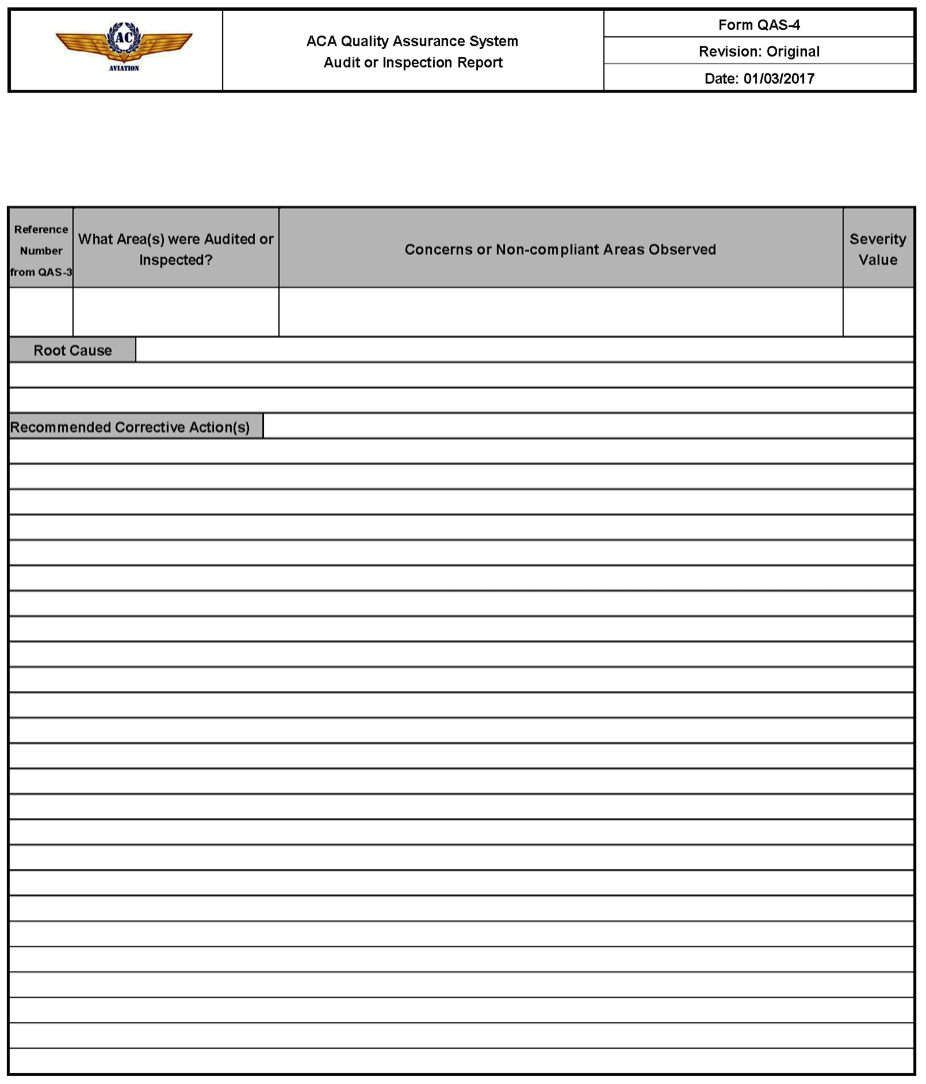 AC
AVIATION
ACA Quality Assurance System
Audit or Inspection Report
Form QAS-4
Revision: Original
Date: 01/03/2017
Reference
Number
from QAS-3
What Area(s) were Audited or
Inspected?
Concerns or Non-compliant Areas Observed
Severity
Value
Root Cause
Recommended Corrective Action(s)